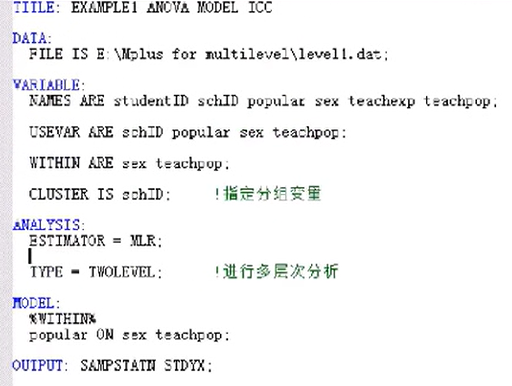 TITLE: EXAMPLE1 ANOVA MODEL ICC
DATA:
FILE IS E:\Mplus for multilevel\level1.dat;
VARIABLE:
NAMES ARE studentID schID popular sex teachexp teachpop;
USEVAR ARE schID popular sex teachpop;
WITHIN ARE sex teachpop;
CLUSTER IS schID; !指定分组变量
ANALYSIS:
ESTIMATOR = MLR;
TYPE = TWOLEVEL; !进行多层次分析
MODEL:
%WITHIN%
popular ON sex teachpop;
OUTPUT: SAMPSTATN STDYX;